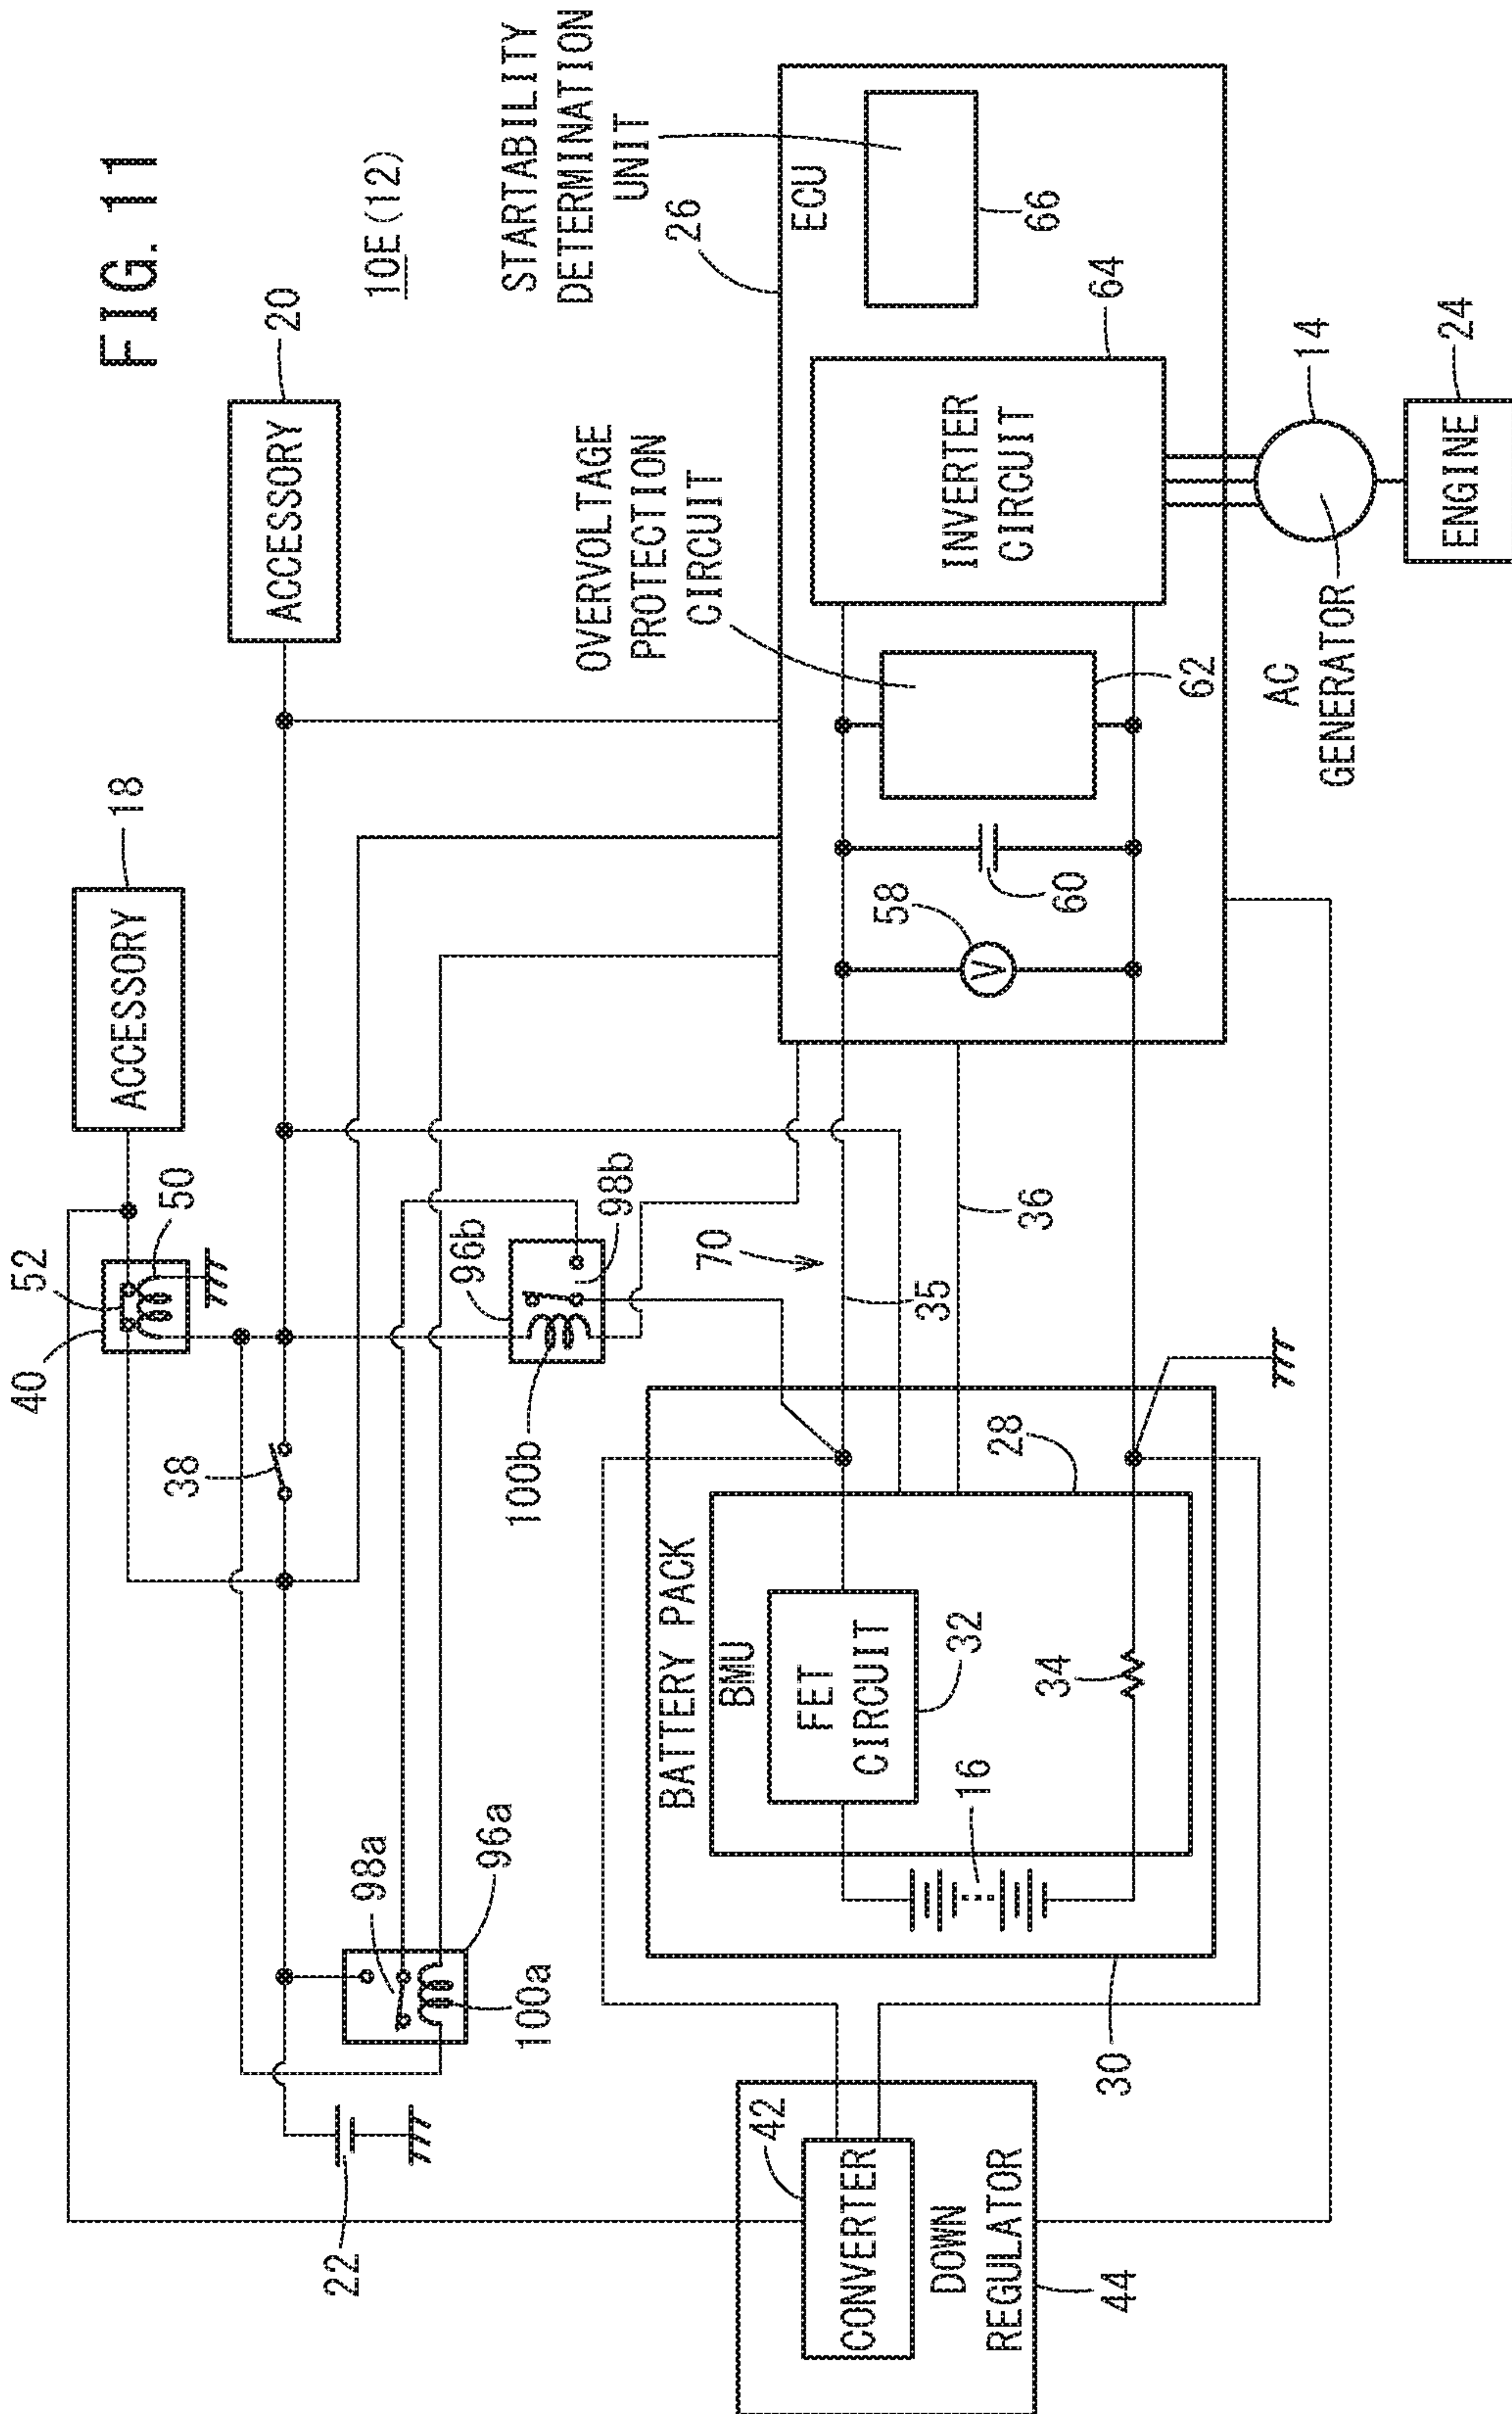 FIG. 11
10E(12)
STARTABILITY
DETERMINATION
UNIT
26
ECU
66
20
ACCESSORY
OVERVOLTAGE
PROTECTION
CIRCUIT
64
INVERTER
CIRCUIT
62
14
24
ENGINE
AC
GENERATOR
18
ACCESSORY
58
V
60
52
50
40
38
96b
98b
100b
70
35
36
28
BATTERY PACK
BMU
FET
CIRCUIT
32
34
16
30
98a
96a
100a
22
42
CONVERTER
DOWN
REGULATOR
44